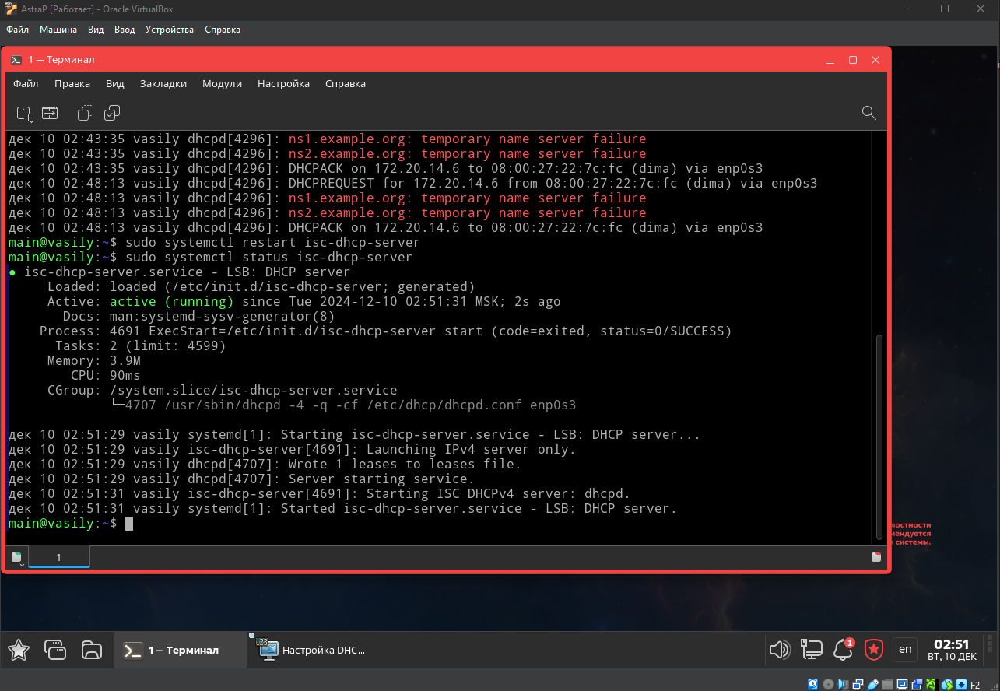 AstraP [Работает] - Oracle VirtualBox
Файл Машина Вид Ввод Устройства Справка
1 — Терминал
Файл Правка Вид Закладки Модули Настройка Справка
дек 10 02:43:35 vasily dhcpd[4296]: ns1.example.org: temporary name server failure
дек 10 02:43:35 vasily dhcpd[4296]: ns2.example.org: temporary name server failure
дек 10 02:43:35 vasily dhcpd[4296]: DHCPACK on 172.20.14.6 to 08:00:27:22:7c:fc (dima) via enp0s3
дек 10 02:48:13 vasily dhcpd[4296]: DHCPREQUEST for 172.20.14.6 from 08:00:27:22:7c:fc (dima) via enp0s3
дек 10 02:48:13 vasily dhcpd[4296]: ns1.example.org: temporary name server failure
дек 10 02:48:13 vasily dhcpd[4296]: ns2.example.org: temporary name server failure
дек 10 02:48:13 vasily dhcpd[4296]: DHCPACK on 172.20.14.6 to 08:00:27:22:7c:fc (dima) via enp0s3
main@vasily:~$ sudo systemctl restart isc-dhcp-server
main@vasily:~$ sudo systemctl status isc-dhcp-server
● isc-dhcp-server.service - LSB: DHCP server
Loaded: loaded (/etc/init.d/isc-dhcp-server; generated)
Active: active (running) since Tue 2024-12-10 02:51:31 MSK; 2s ago
Docs: man:systemd-sysv-generator(8)
Process: 4691 ExecStart=/etc/init.d/isc-dhcp-server start (code=exited, status=0/SUCCESS)
Tasks: 2 (limit: 4599)
Memory: 3.9M
CPU: 90ms
CGroup: /system.slice/isc-dhcp-server.service
└─4707 /usr/sbin/dhcpd -4 -q -cf /etc/dhcp/dhcpd.conf enp0s3
дек 10 02:51:29 vasily systemd[1]: Starting isc-dhcp-server.service - LSB: DHCP server...
дек 10 02:51:29 vasily isc-dhcp-server[4691]: Launching IPv4 server only.
дек 10 02:51:29 vasily dhcpd[4707]: Wrote 1 leases to leases file.
дек 10 02:51:29 vasily dhcpd[4707]: Server starting service.
дек 10 02:51:31 vasily isc-dhcp-server[4691]: Starting ISC DHCPv4 server: dhcpd.
дек 10 02:51:31 vasily systemd[1]: Started isc-dhcp-server.service - LSB: DHCP server.
main@vasily:~$
системы.
1
1 — Терминал
123
Настройка DHC...
1
en
02:51
ВТ, 10 ДЕК
F2